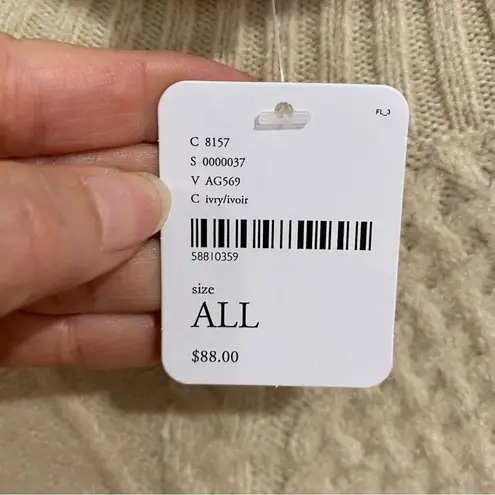 FL_3
C 8157
S 0000037
V AG569
C ivry/ivoir
58810359
size
ALL
$88.00